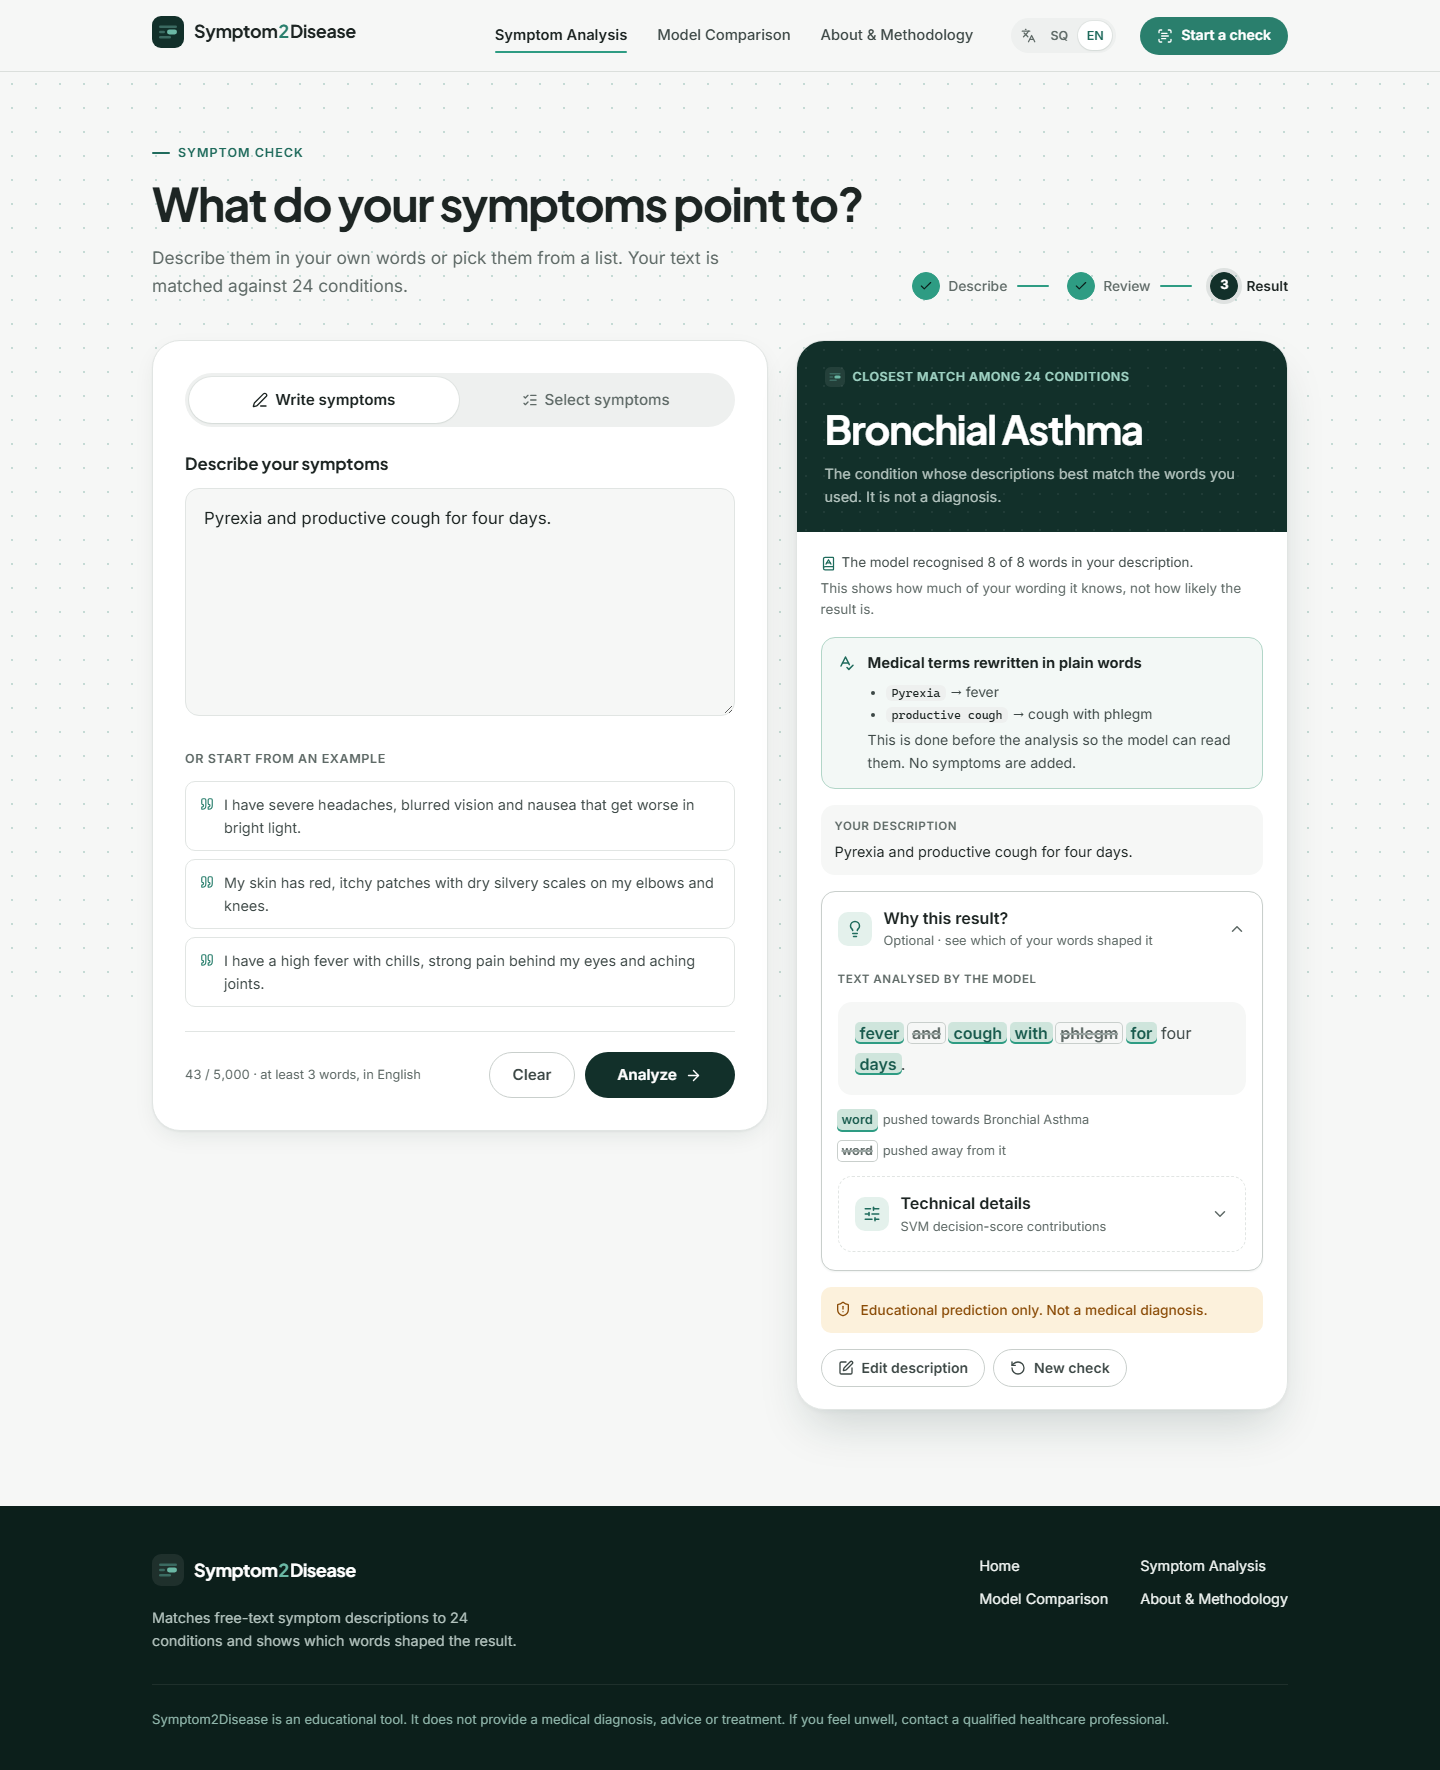 Symptom2Disease
Symptom Analysis
Model Comparison
About & Methodology
SQ
EN
Start a check
SYMPTOM CHECK
What do your symptoms point to?
Describe them in your own words or pick them from a list. Your text is
matched against 24 conditions.
Describe
Review
3
Result
Write symptoms
Select symptoms
Describe your symptoms
Pyrexia and productive cough for four days.
OR START FROM AN EXAMPLE
I have severe headaches, blurred vision and nausea that get worse in
bright light.
My skin has red, itchy patches with dry silvery scales on my elbows and
knees.
I have a high fever with chills, strong pain behind my eyes and aching
joints.
43 / 5,000 · at least 3 words, in English
Clear
Analyze →
CLOSEST MATCH AMONG 24 CONDITIONS
Bronchial Asthma
The condition whose descriptions best match the words you
used. It is not a diagnosis.
The model recognised 8 of 8 words in your description.
This shows how much of your wording it knows, not how likely the
result is.
Medical terms rewritten in plain words
• Pyrexia → fever
• productive cough → cough with phlegm
This is done before the analysis so the model can read
them. No symptoms are added.
YOUR DESCRIPTION
Pyrexia and productive cough for four days.
Why this result?
Optional · see which of your words shaped it
TEXT ANALYSED BY THE MODEL
fever and cough with phlegm for four
days.
word pushed towards Bronchial Asthma
word pushed away from it
Technical details
SVM decision-score contributions
Educational prediction only. Not a medical diagnosis.
Edit description
New check
Symptom2Disease
Matches free-text symptom descriptions to 24
conditions and shows which words shaped the result.
Home
Symptom Analysis
Model Comparison
About & Methodology
Symptom2Disease is an educational tool. It does not provide a medical diagnosis, advice or treatment. If you feel unwell, contact a qualified healthcare professional.